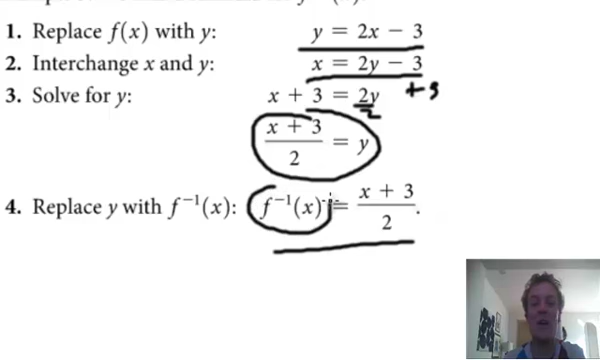 1. Replace f(x) with y: y = 2x − 3
2. Interchange x and y: x = 2y − 3
3. Solve for y: x + 3 = 2y + 3
2
x + 3 / 2 = y
4. Replace y with f⁻¹(x): f⁻¹(x) = x + 3 / 2.